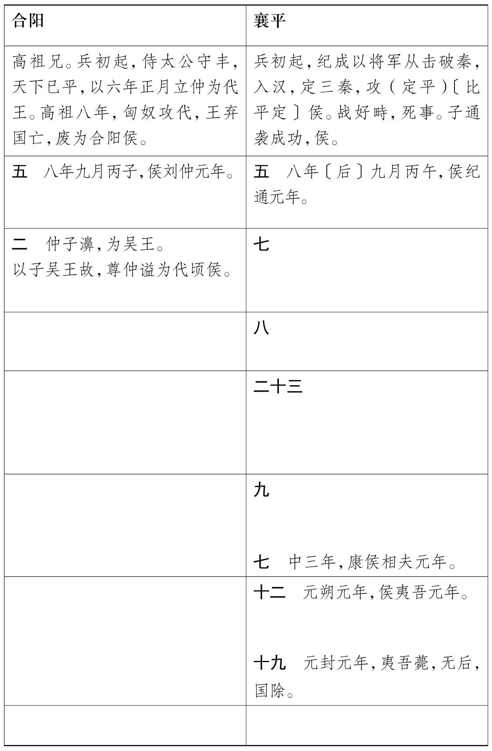 合阳
襄平
高祖兄。兵初起，侍太公守丰，
天下已平，以六年正月立仲为代
王。高祖八年，匈奴攻代，王弃
国亡，废为合阳侯。
兵初起，纪成以将军从击破秦，
入汉，定三秦，攻（定平）〔比
平定〕侯。战好畤，死事。子通
袭成功，侯。
五　八年九月丙子，侯刘仲元年。
五　八年〔后〕九月丙午，侯纪
通元年。
二　仲子濞，为吴王。
以子吴王故，尊仲谥为代顷侯。
七
八
二十三
九
七　中三年，康侯相夫元年。
十二　元朔元年，侯夷吾元年。
十九　元封元年，夷吾薨，无后，
国除。